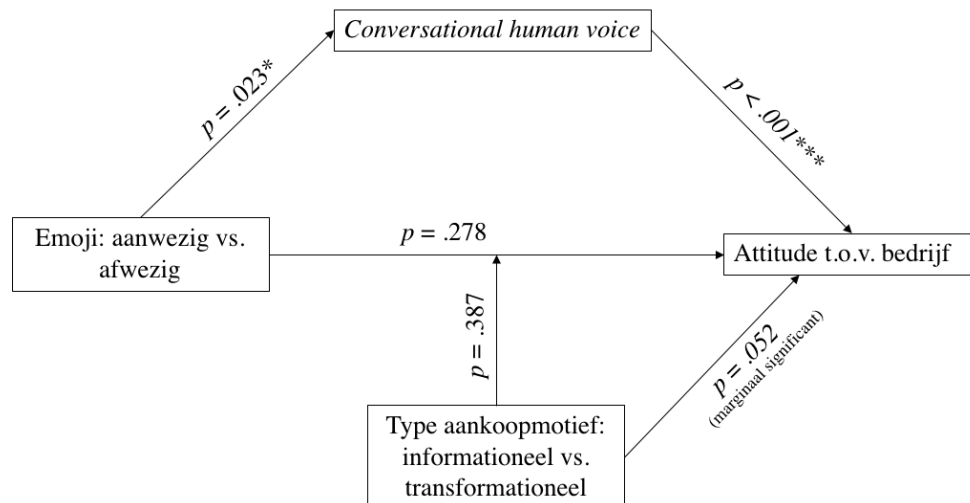 Conversational human voice
p = .023*
p < .001***
Emoji: aanwezig vs.
afwezig
p = .278
Attitude t.o.v. bedrijf
p = .387
p = .052
(marginaal significant)
Type aankoopmotief:
informationeel vs.
transformationeel